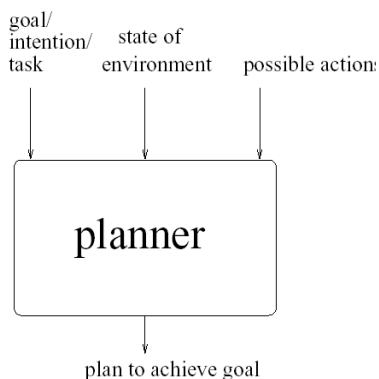 goal/
intention/
task
state of
environment
possible actions
planner
plan to achieve goal